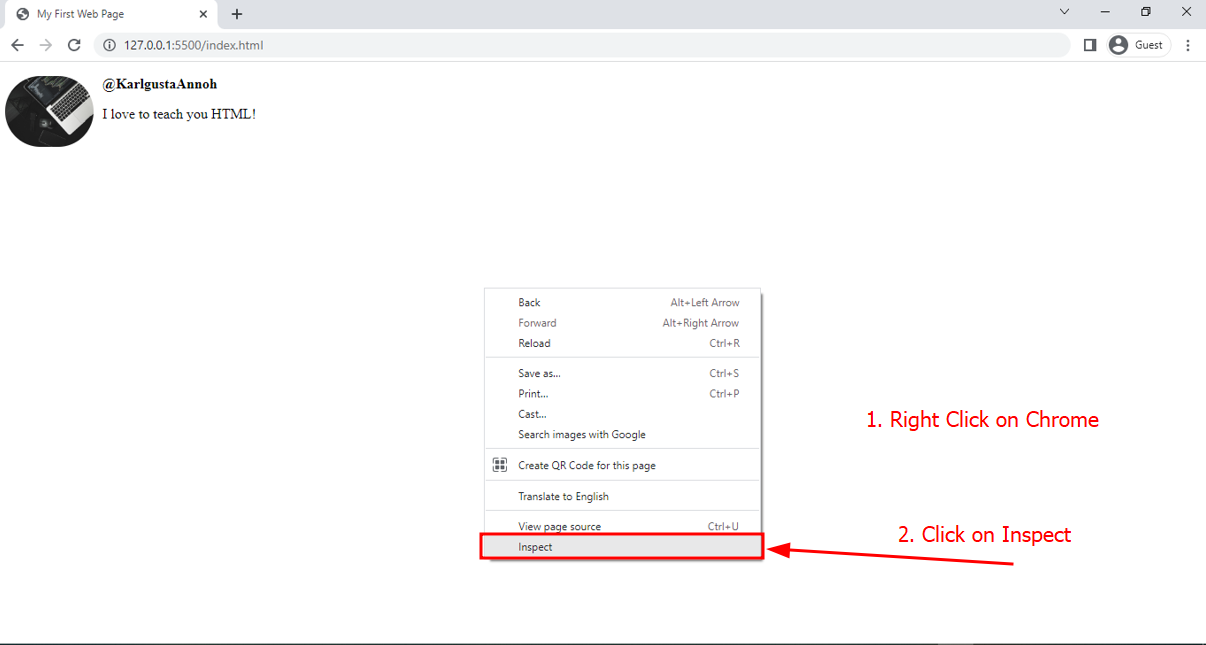 My First Web Page
127.0.0.1:5500/index.html
Guest
@KarlgustaAnnoh
I love to teach you HTML!
Back Alt+Left Arrow
Forward Alt+Right Arrow
Reload Ctrl+R
Save as... Ctrl+S
Print... Ctrl+P
Cast...
Search images with Google
Create QR Code for this page
Translate to English
View page source Ctrl+U
Inspect
1. Right Click on Chrome
2. Click on Inspect